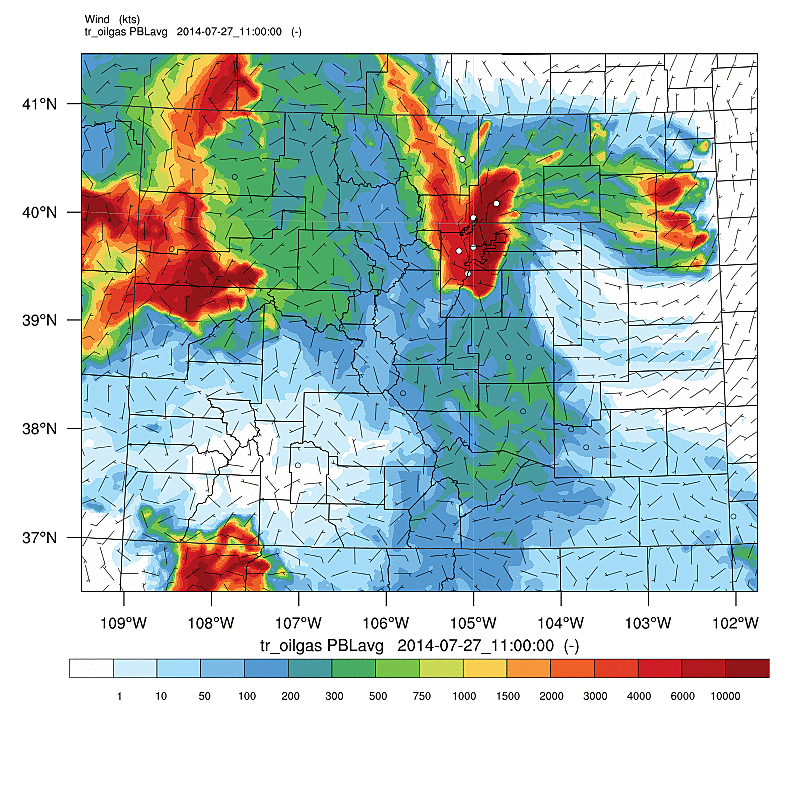 Wind (kts)
tr_oilgas PBLavg 2014-07-27_11:00:00 (-)
41°N
40°N
39°N
38°N
37°N
109°W 108°W 107°W 106°W 105°W 104°W 103°W 102°W
tr_oilgas PBLavg 2014-07-27_11:00:00 (-)
1 10 50 100 200 300 500 750 1000 1500 2000 3000 4000 6000 10000